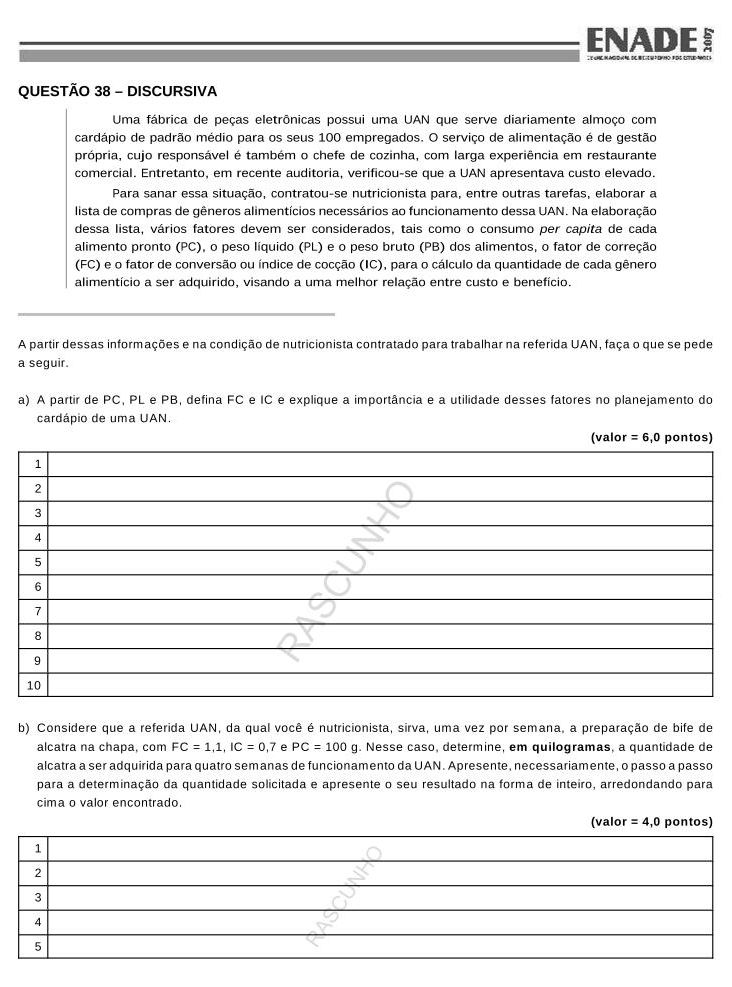 ENADE 2007
EXAME NACIONAL DE DESEMPENHO DOS ESTUDANTES
QUESTÃO 38 – DISCURSIVA
Uma fábrica de peças eletrônicas possui uma UAN que serve diariamente almoço com
cardápio de padrão médio para os seus 100 empregados. O serviço de alimentação é de gestão
própria, cujo responsável é também o chefe de cozinha, com larga experiência em restaurante
comercial. Entretanto, em recente auditoria, verificou-se que a UAN apresentava custo elevado.
Para sanar essa situação, contratou-se nutricionista para, entre outras tarefas, elaborar a
lista de compras de gêneros alimentícios necessários ao funcionamento dessa UAN. Na elaboração
dessa lista, vários fatores devem ser considerados, tais como o consumo per capita de cada
alimento pronto (PC), o peso líquido (PL) e o peso bruto (PB) dos alimentos, o fator de correção
(FC) e o fator de conversão ou índice de cocção (IC), para o cálculo da quantidade de cada gênero
alimentício a ser adquirido, visando a uma melhor relação entre custo e benefício.
A partir dessas informações e na condição de nutricionista contratado para trabalhar na referida UAN, faça o que se pede
a seguir.
a) A partir de PC, PL e PB, defina FC e IC e explique a importância e a utilidade desses fatores no planejamento do
cardápio de uma UAN.
(valor = 6,0 pontos)
1
2
3
4
5
6
7
8
9
10
RASCUNHO
b) Considere que a referida UAN, da qual você é nutricionista, sirva, uma vez por semana, a preparação de bife de
alcatra na chapa, com FC = 1,1, IC = 0,7 e PC = 100 g. Nesse caso, determine, em quilogramas, a quantidade de
alcatra a ser adquirida para quatro semanas de funcionamento da UAN. Apresente, necessariamente, o passo a passo
para a determinação da quantidade solicitada e apresente o seu resultado na forma de inteiro, arredondando para
cima o valor encontrado.
(valor = 4,0 pontos)
1
2
3
4
5
RASCUNHO